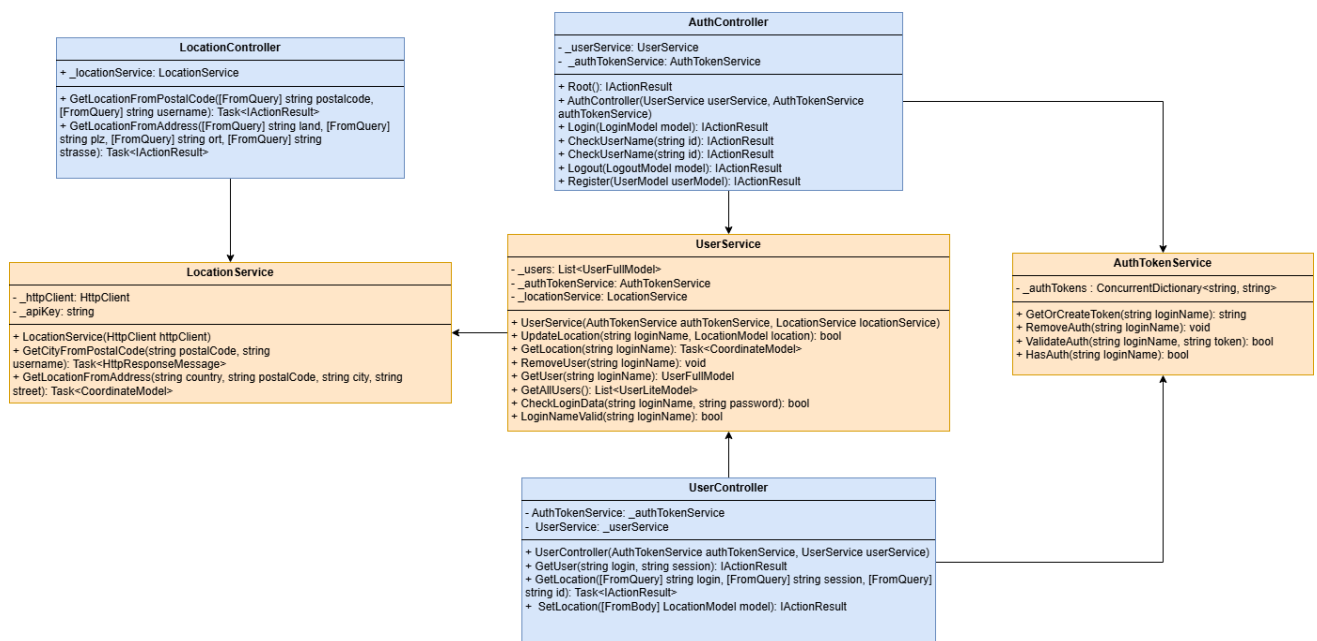 LocationController
+ _locationService: LocationService
+ GetLocationFromPostalCode([FromQuery] string postalcode,
[FromQuery] string username): Task<IActionResult>
+ GetLocationFromAddress([FromQuery] string land, [FromQuery]
string plz, [FromQuery] string ort, [FromQuery] string
strasse): Task<IActionResult>
AuthController
- _userService: UserService
- _authTokenService: AuthTokenService
+ Root(): IActionResult
+ AuthController(UserService userService, AuthTokenService
authTokenService)
+ Login(LoginModel model): IActionResult
+ CheckUserName(string id): IActionResult
+ CheckUserName(string id): IActionResult
+ Logout(LogoutModel model): IActionResult
+ Register(UserModel userModel): IActionResult
LocationService
- _httpClient: HttpClient
- _apiKey: string
+ LocationService(HttpClient httpClient)
+ GetCityFromPostalCode(string postalCode, string
username): Task<HttpResponseMessage>
+ GetLocationFromAddress(string country, string postalCode, string city, string
street): Task<CoordinateModel>
UserService
- _users: List<UserFullModel>
- _authTokenService: AuthTokenService
- _locationService: LocationService
+ UserService(AuthTokenService authTokenService, LocationService locationService)
+ UpdateLocation(string loginName, LocationModel location): bool
+ GetLocation(string loginName): Task<CoordinateModel>
+ RemoveUser(string loginName): void
+ GetUser(string loginName): UserFullModel
+ GetAllUsers(): List<UserLiteModel>
+ CheckLoginData(string loginName, string password): bool
+ LoginNameValid(string loginName): bool
AuthTokenService
- _authTokens : ConcurrentDictionary<string, string>
+ GetOrCreateToken(string loginName): string
+ RemoveAuth(string loginName): void
+ ValidateAuth(string loginName, string token): bool
+ HasAuth(string loginName): bool
UserController
- AuthTokenService: _authTokenService
- UserService: _userService
+ UserController(AuthTokenService authTokenService, UserService userService)
+ GetUser(string login, string session): IActionResult
+ GetLocation([FromQuery] string login, [FromQuery] string session, [FromQuery]
string id): Task<IActionResult>
+ SetLocation([FromBody] LocationModel model): IActionResult